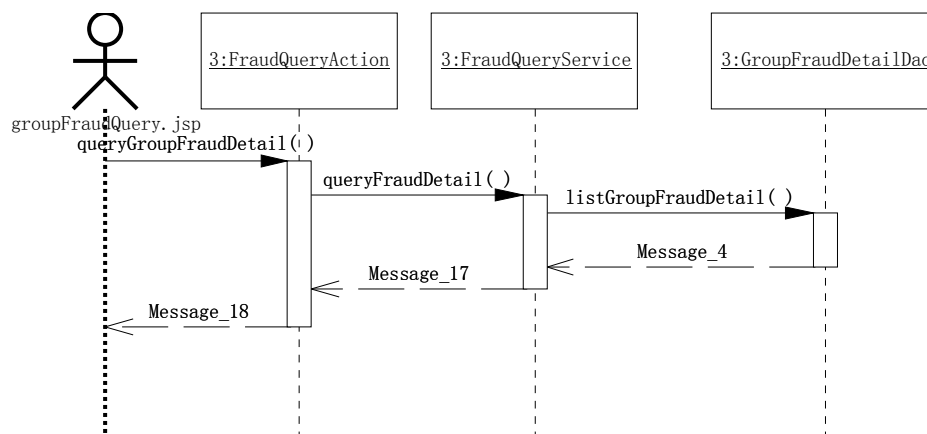 3:FraudQueryAction
3:FraudQueryService
3:GroupFraudDetailDao
groupFraudQuery.jsp
queryGroupFraudDetail( )
queryFraudDetail( )
listGroupFraudDetail( )
Message_4
Message_17
Message_18